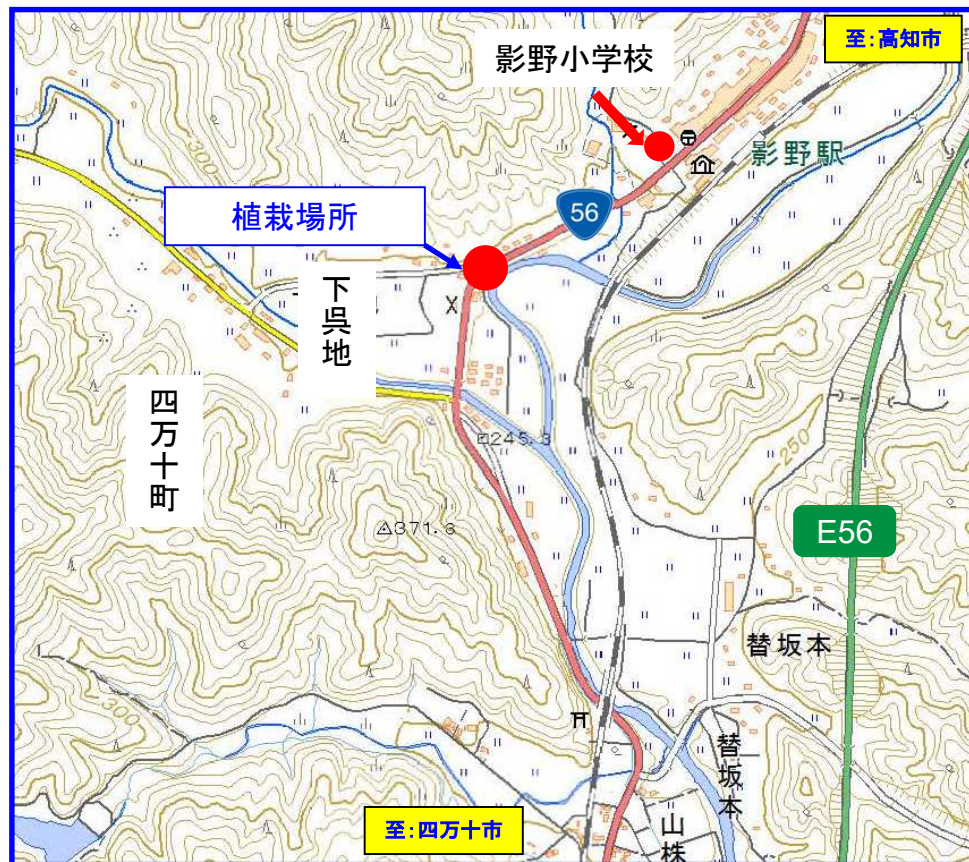 至:高知市
影野小学校
影野駅
300
56
植栽場所
下呉地
四万十町
245.3
250
371.3
E56
替坂本
300
替坂本
至:四万十市
山株